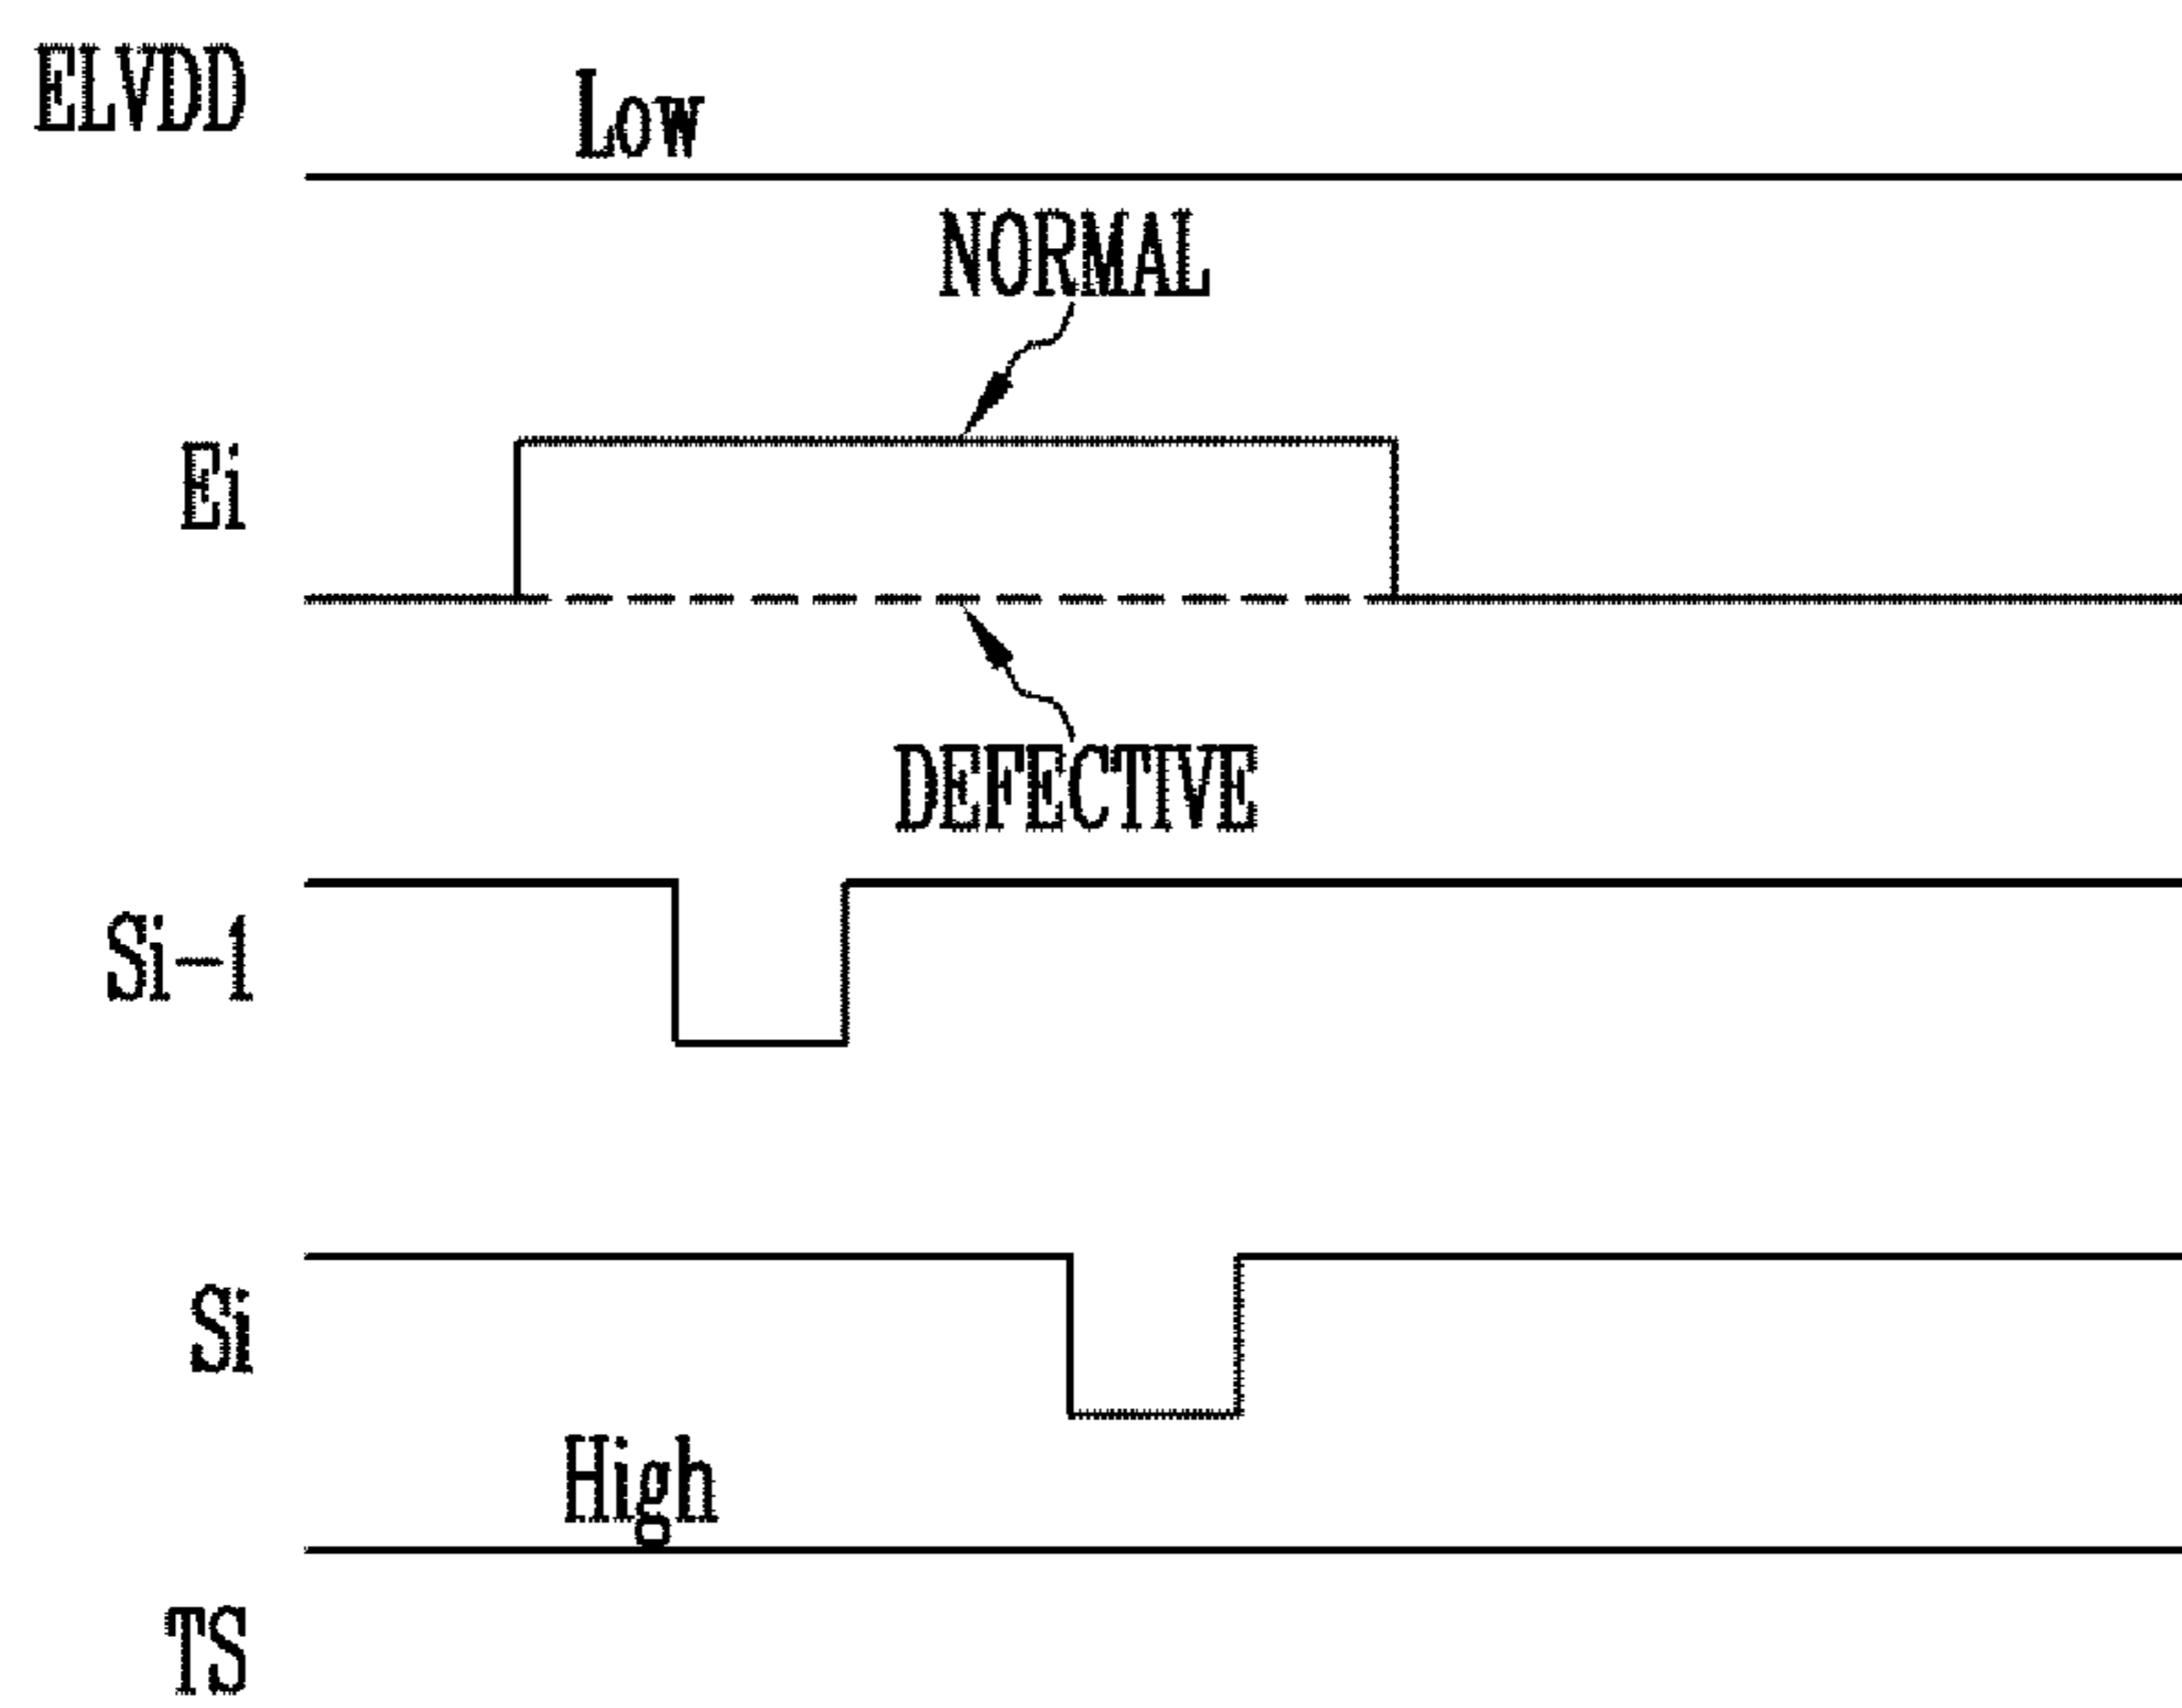 ELVDD
Low
NORMAL
Ei
DEFECTIVE
Si-1
Si
High
TS